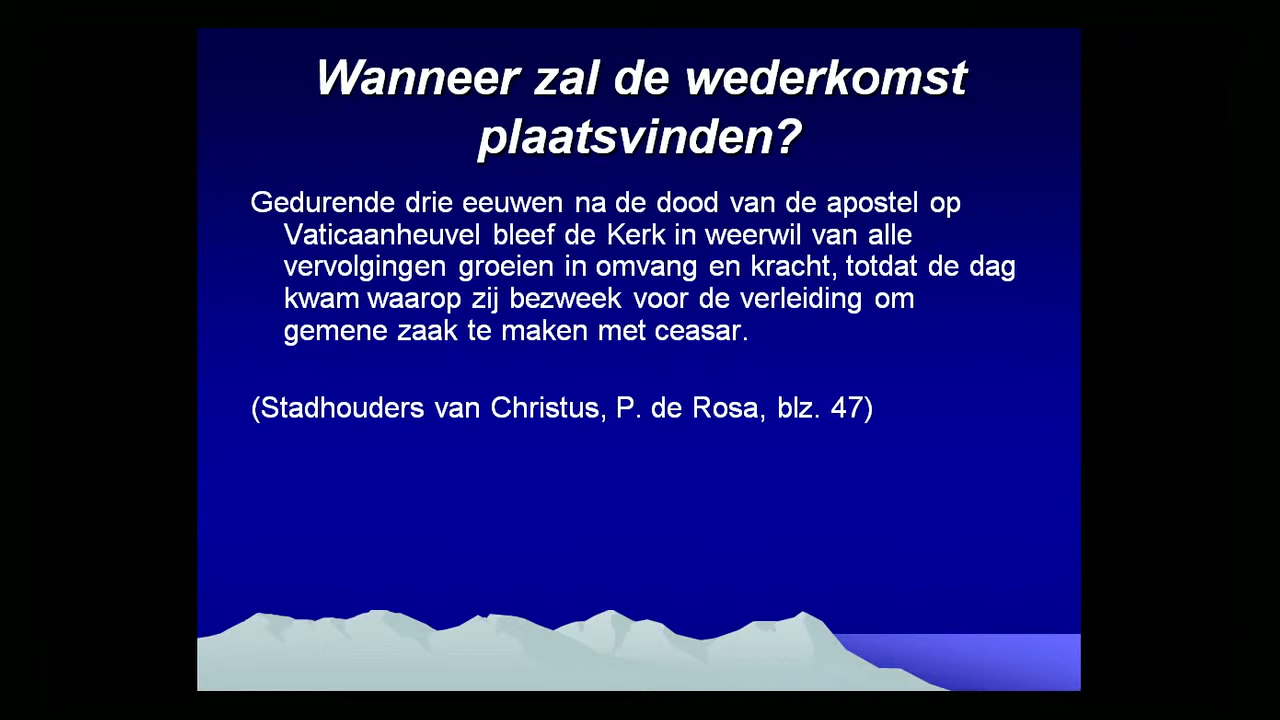 Wanneer zal de wederkomst
plaatsvinden?
Gedurende drie eeuwen na de dood van de apostel op
Vaticaanheuvel bleef de Kerk in weerwil van alle
vervolgingen groeien in omvang en kracht, totdat de dag
kwam waarop zij bezweek voor de verleiding om
gemene zaak te maken met ceasar.
(Stadhouders van Christus, P. de Rosa, blz. 47)